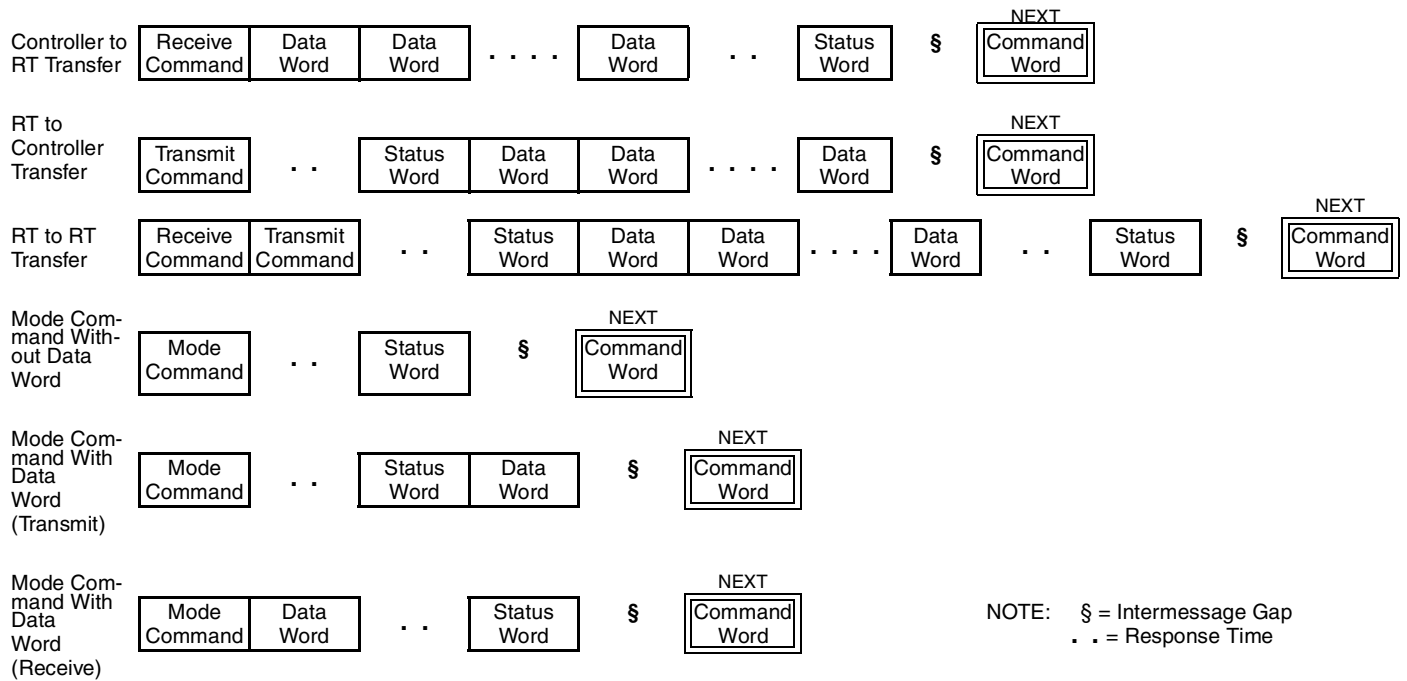 NEXT
Controller to
RT Transfer
Receive
Command
Data
Word
Data
Word
. . . .
Data
Word
. .
Status
Word
§
Command
Word
RT to
Controller
Transfer
NEXT
Transmit
Command
. .
Status
Word
Data
Word
Data
Word
. . . .
Data
Word
§
Command
Word
NEXT
RT to RT
Transfer
Receive
Command
Transmit
Command
. .
Status
Word
Data
Word
Data
Word
. . . .
Data
Word
. .
Status
Word
§
Command
Word
Mode Com-
mand With-
out Data
Word
NEXT
Mode
Command
. .
Status
Word
§
Command
Word
Mode Com-
mand With
Data
Word
(Transmit)
NEXT
Mode
Command
. .
Status
Word
Data
Word
§
Command
Word
Mode Com-
mand With
Data
Word
(Receive)
NEXT
Mode
Command
Data
Word
. .
Status
Word
§
Command
Word
NOTE: § = Intermessage Gap
. . = Response Time